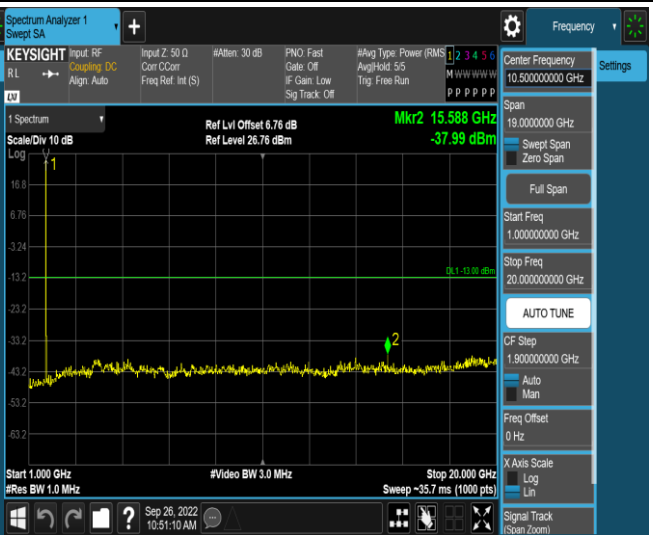 Spectrum Analyzer 1
Swept SA
+
Frequency
KEYSIGHT
RL
LXI
Input: RF
Coupling: DC
Align: Auto
Input Z: 50 Ω
Corr CCorr
Freq Ref: Int (S)
#Atten: 30 dB
PNO: Fast
Gate: Off
IF Gain: Low
Sig Track: Off
#Avg Type: Power (RMS
Avg|Hold: 5/5
Trig: Free Run
1 2 3 4 5 6
M W W W W W
P P P P P P
1 Spectrum
Scale/Div 10 dB
Log
Ref Lvl Offset 6.76 dB
Ref Level 26.76 dBm
Mkr2 15.588 GHz
-37.99 dBm
1
16.8
6.76
-3.24
-13.2
DL1 -13.00 dBm
-23.2
-33.2
2
-43.2
-53.2
-63.2
Start 1.000 GHz
#Video BW 3.0 MHz
Stop 20.000 GHz
#Res BW 1.0 MHz
Sweep ~35.7 ms (1000 pts)
?
Sep 26, 2022
10:51:10 AM
Center Frequency
10.500000000 GHz
Span
19.0000000 GHz
Swept Span
Zero Span
Full Span
Start Freq
1.000000000 GHz
Stop Freq
20.000000000 GHz
AUTO TUNE
CF Step
1.900000000 GHz
Auto
Man
Freq Offset
0 Hz
X Axis Scale
Log
Lin
Signal Track
(Span Zoom)
Settings